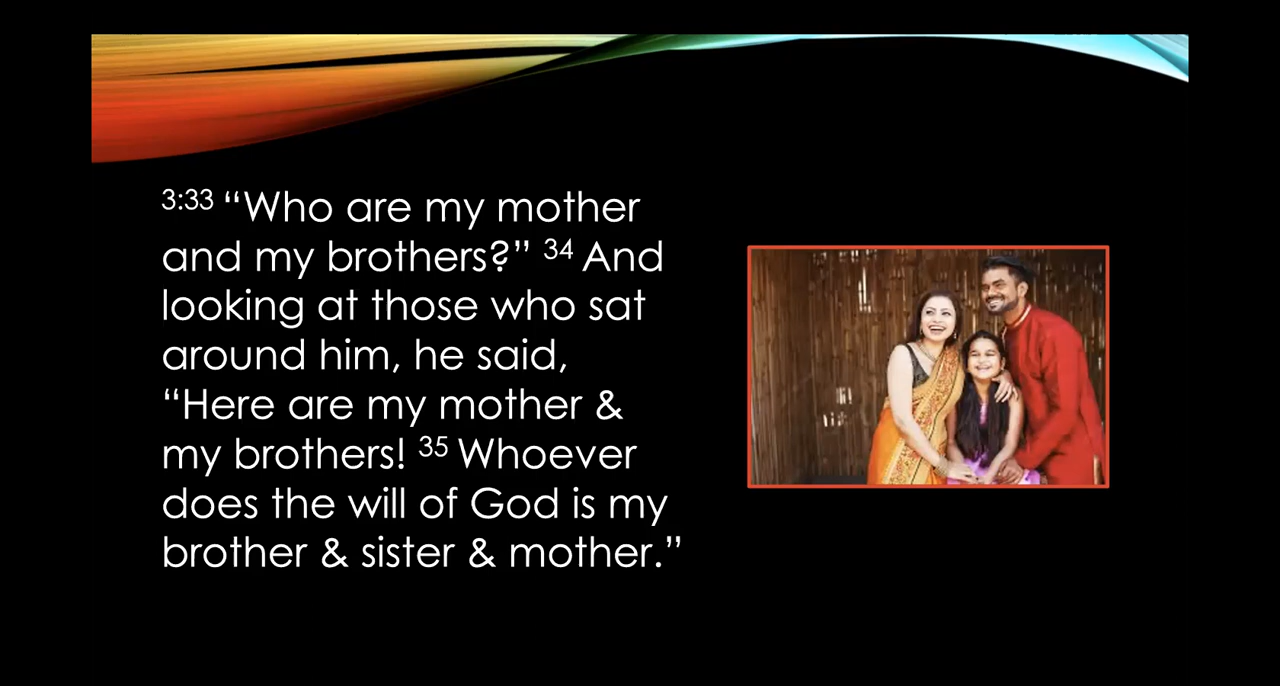 3:33 “Who are my mother
and my brothers?” 34 And
looking at those who sat
around him, he said,
“Here are my mother &
my brothers! 35 Whoever
does the will of God is my
brother & sister & mother.”